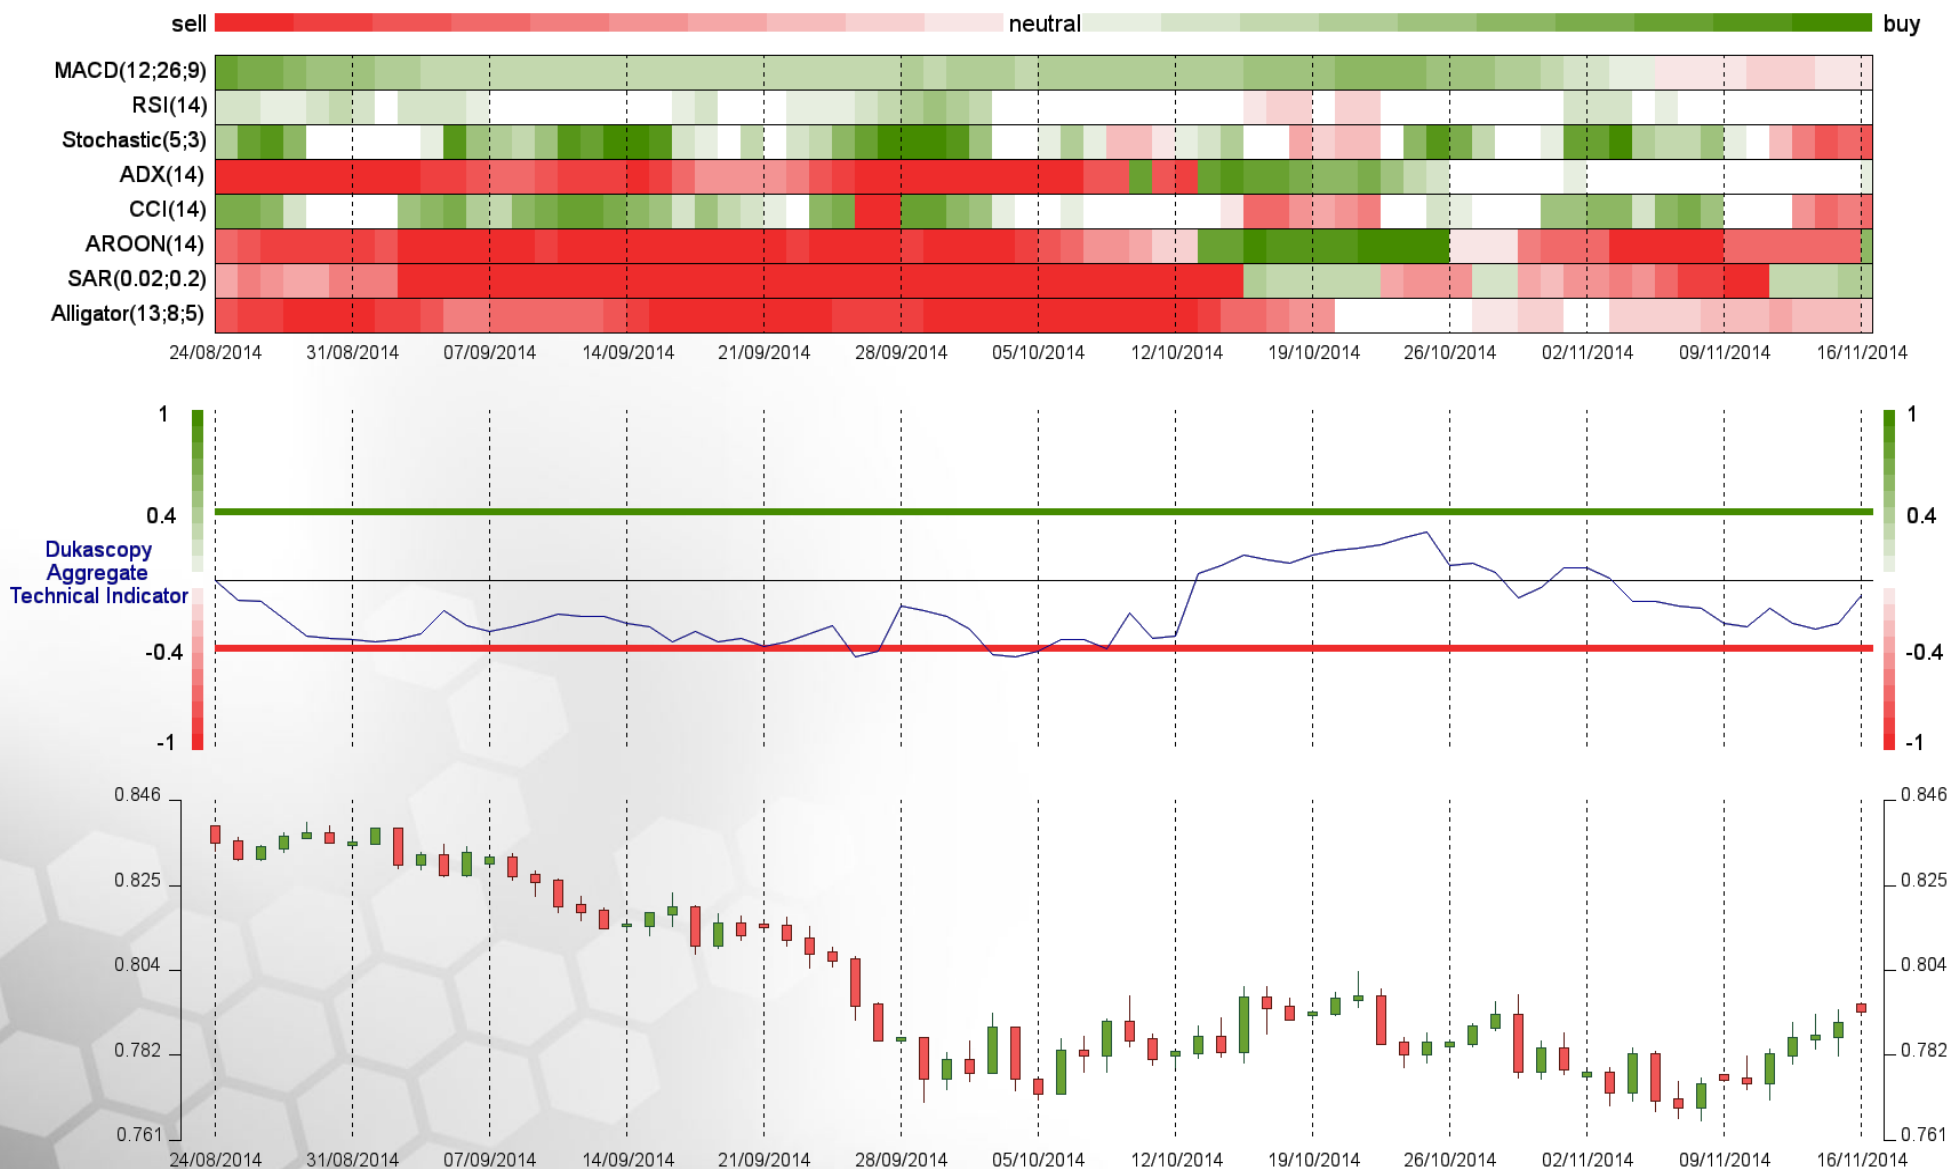 sell neutral buy
MACD(12;26;9)
RSI(14)
Stochastic(5;3)
ADX(14)
CCI(14)
AROON(14)
SAR(0.02;0.2)
Alligator(13;8;5)
24/08/2014 31/08/2014 07/09/2014 14/09/2014 21/09/2014 28/09/2014 05/10/2014 12/10/2014 19/10/2014 26/10/2014 02/11/2014 09/11/2014 16/11/2014
1 1
0.4 0.4
Dukascopy
Aggregate
Technical Indicator
-0.4 -0.4
-1 -1
0.846 0.846
0.825 0.825
0.804 0.804
0.782 0.782
0.761 0.761
24/08/2014 31/08/2014 07/09/2014 14/09/2014 21/09/2014 28/09/2014 05/10/2014 12/10/2014 19/10/2014 26/10/2014 02/11/2014 09/11/2014 16/11/2014